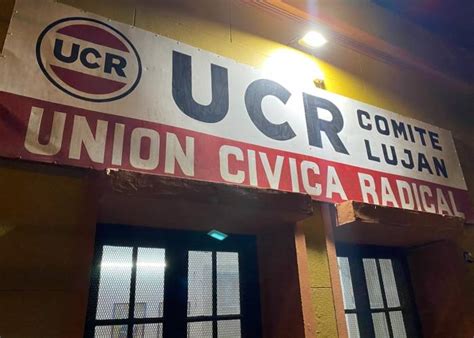 UCR
UCR
COMITE
LUJAN
UNION CIVICA RADICAL